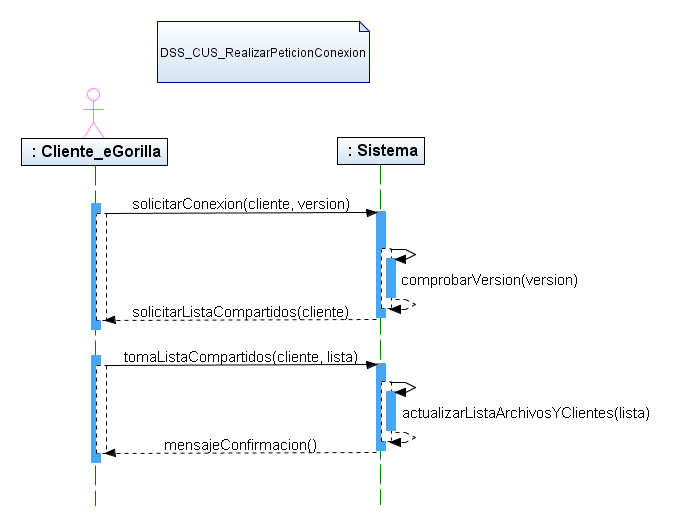 DSS_CUS_RealizarPeticionConexion
: Cliente_eGorilla
: Sistema
solicitarConexion(cliente, version)
comprobarVersion(version)
solicitarListaCompartidos(cliente)
tomaListaCompartidos(cliente, lista)
actualizarListaArchivosYClientes(lista)
mensajeConfirmacion()